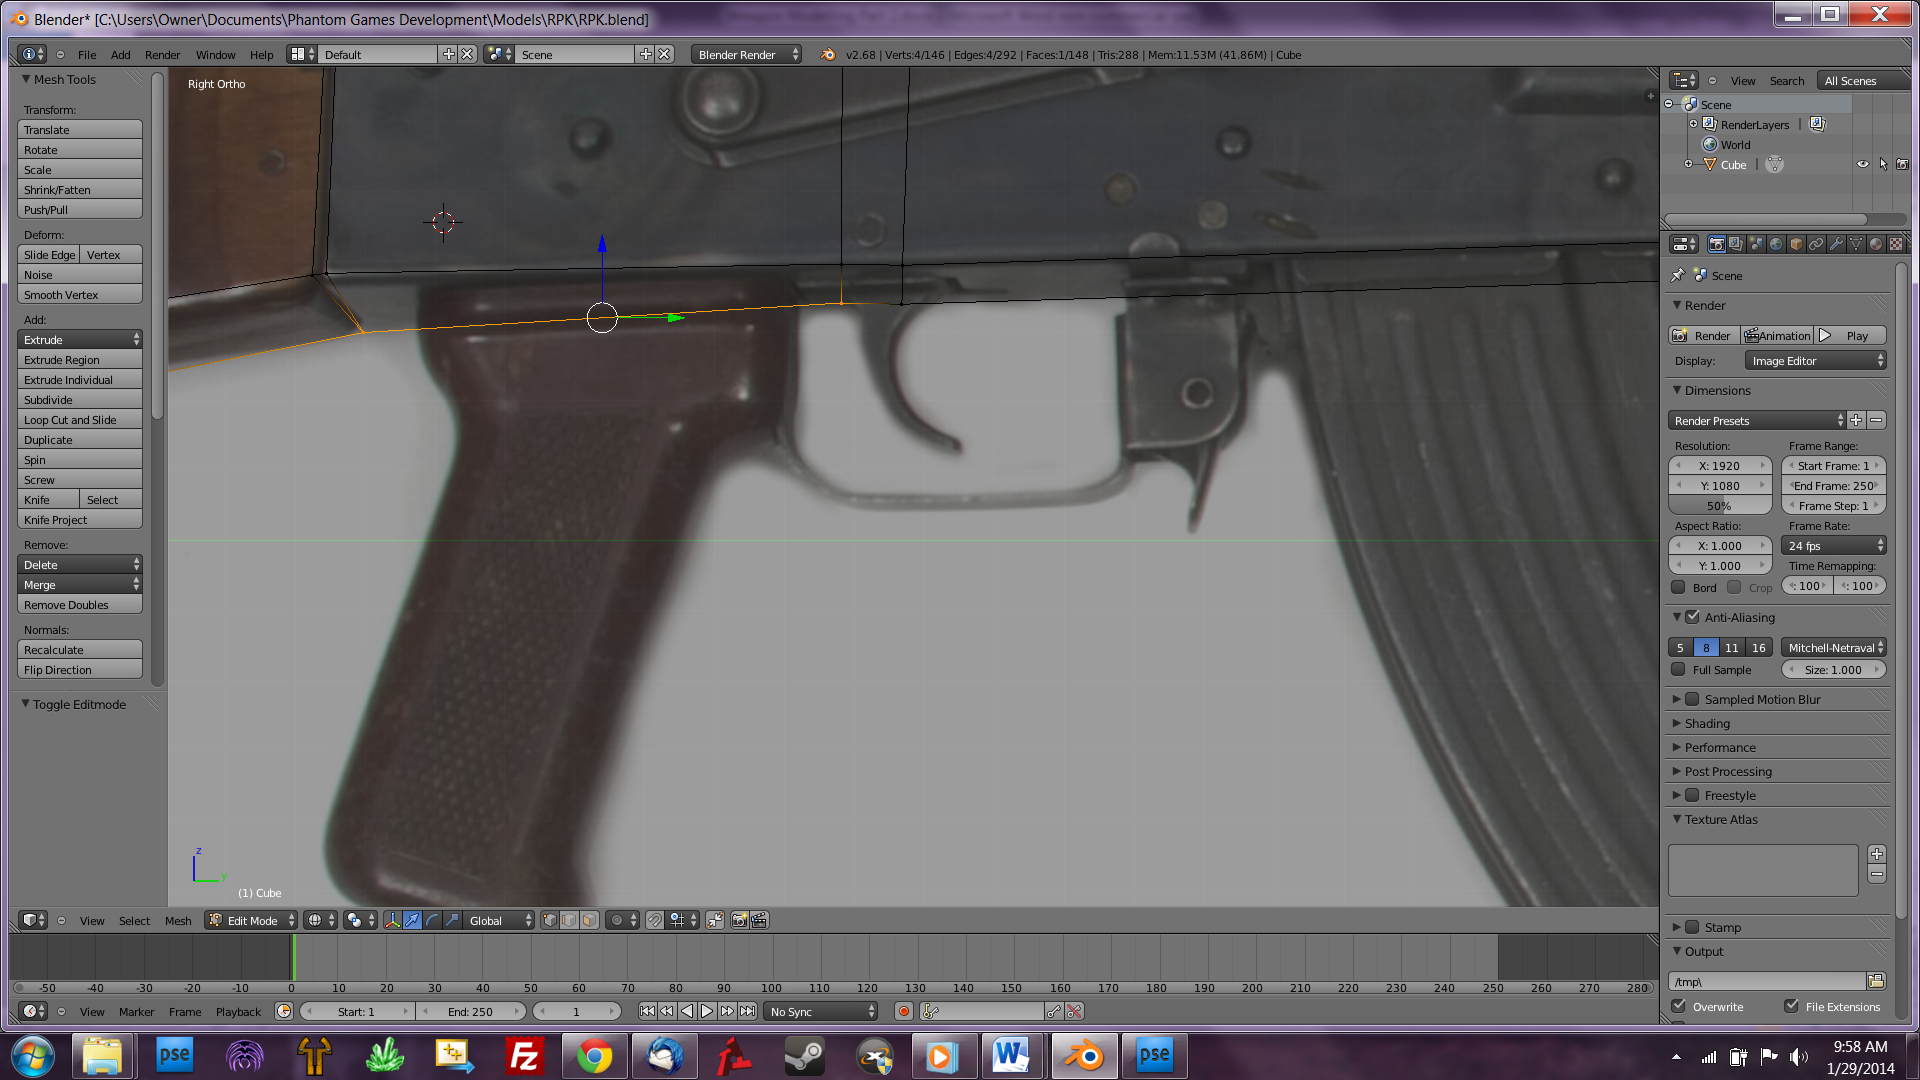 Blender* [C:\Users\Owner\Documents\Phantom Games Development\Models\RPK\RPK.blend]
File Add Render Window Help Default Scene Blender Render v2.68 | Verts:4/146 | Edges:4/292 | Faces:1/148 | Tris:288 | Mem:11.53M (41.86M) | Cube
Mesh Tools
Transform:
Translate
Rotate
Scale
Shrink/Fatten
Push/Pull
Deform:
Slide Edge Vertex
Noise
Smooth Vertex
Add:
Extrude
Extrude Region
Extrude Individual
Subdivide
Loop Cut and Slide
Duplicate
Spin
Screw
Knife Select
Knife Project
Remove:
Delete
Merge
Remove Doubles
Normals:
Recalculate
Flip Direction
Toggle Editmode
Right Ortho
z
y
(1) Cube
View Search All Scenes
Scene
RenderLayers |
World
Cube |
Scene
Render
Render Animation Play
Display: Image Editor
Dimensions
Render Presets
Resolution: Frame Range:
X: 1920 Start Frame: 1
Y: 1080 End Frame: 250
50% Frame Step: 1
Aspect Ratio: Frame Rate:
X: 1.000 24 fps
Y: 1.000 Time Remapping:
Bord Crop : 100 : 100
Anti-Aliasing
5 8 11 16 Mitchell-Netraval
Full Sample Size: 1.000
Sampled Motion Blur
Shading
Performance
Post Processing
Freestyle
Texture Atlas
Stamp
Output
/tmp\
Overwrite File Extensions
View Select Mesh Edit Mode Global
-50 -40 -30 -20 -10 0 10 20 30 40 50 60 70 80 90 100 110 120 130 140 150 160 170 180 190 200 210 220 230 240 250 260 270 280
View Marker Frame Playback Start: 1 End: 250 1 No Sync
pse Fz W pse
9:58 AM
1/29/2014